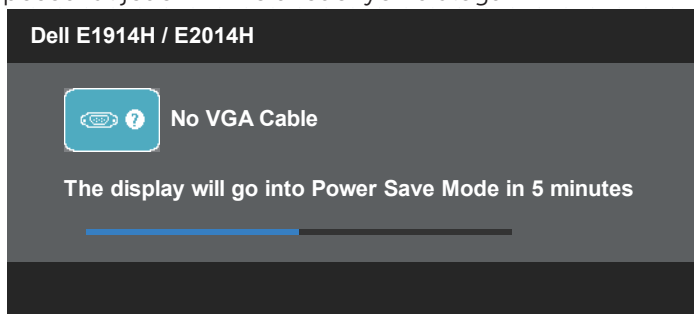 Dell E1914H / E2014H
No VGA Cable
The display will go into Power Save Mode in 5 minutes